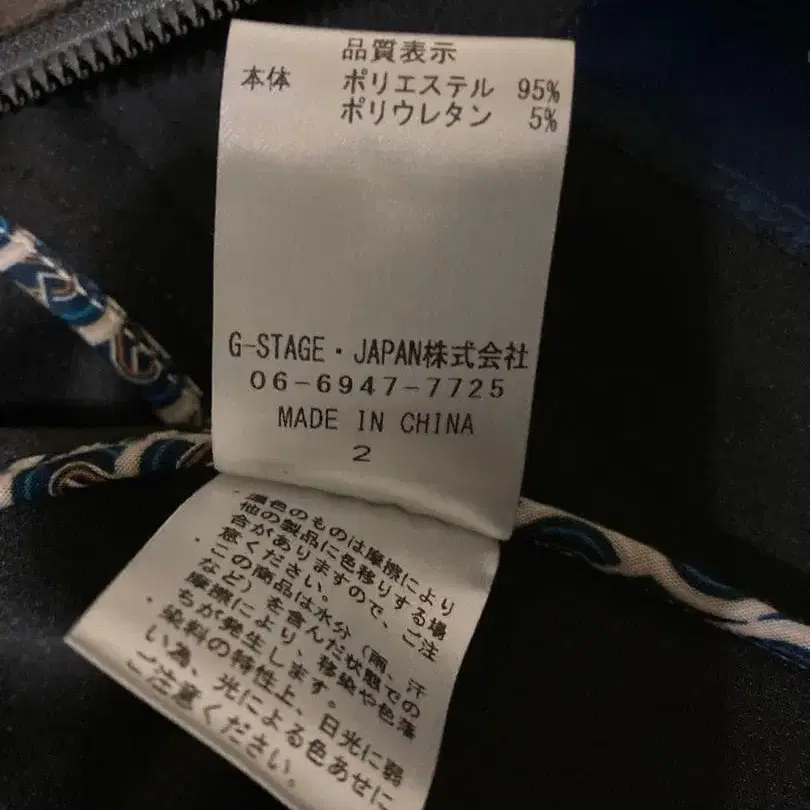 品質表示
本体 ポリエステル 95%
ポリウレタン 5%
G-STAGE・JAPAN株式会社
06-6947-7725
MADE IN CHINA
2
・濃色のものは摩擦により
他の製品に色移りする場
合がありますので、ご注
意ください。
・この商品は水分（雨、汗
など）を含んだ状態での
摩擦により、移染や色落
ちが発生します。
・染料の特性上、日光に弱
い為、光による色あせに
ご注意ください。